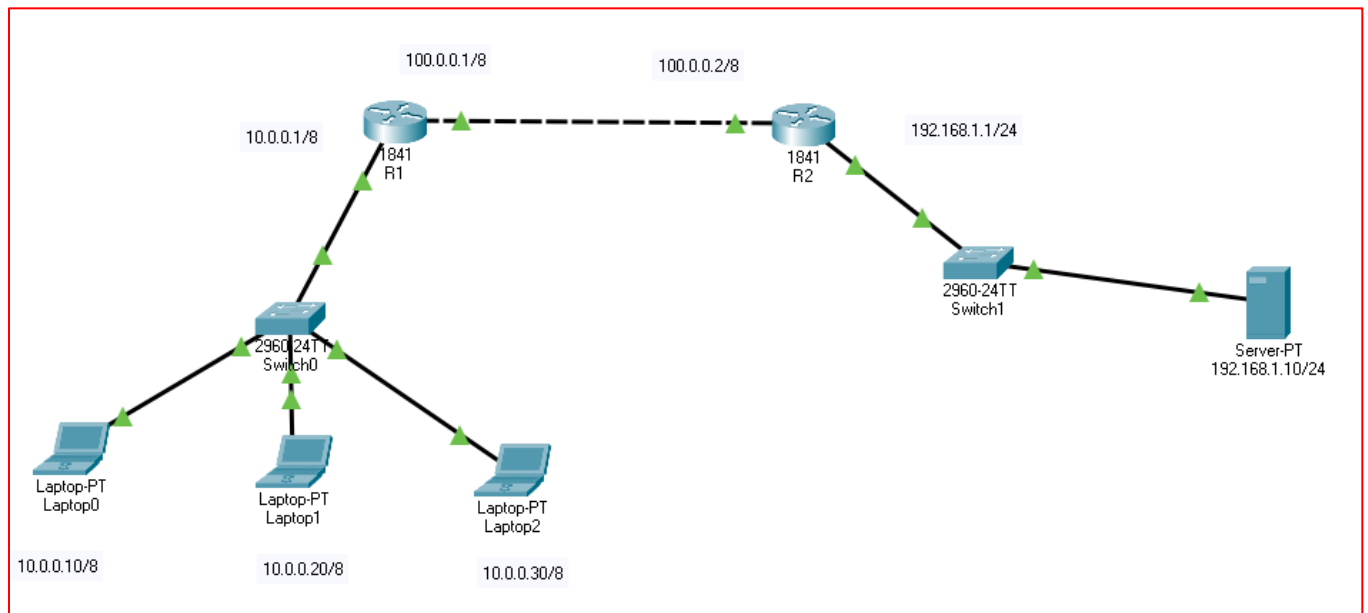 100.0.0.1/8
100.0.0.2/8
10.0.0.1/8
1841
R1
1841
R2
192.168.1.1/24
2960-24TT
Switch1
2960-24TT
Switch0
Server-PT
192.168.1.10/24
Laptop-PT
Laptop0
Laptop-PT
Laptop1
Laptop-PT
Laptop2
10.0.0.10/8
10.0.0.20/8
10.0.0.30/8